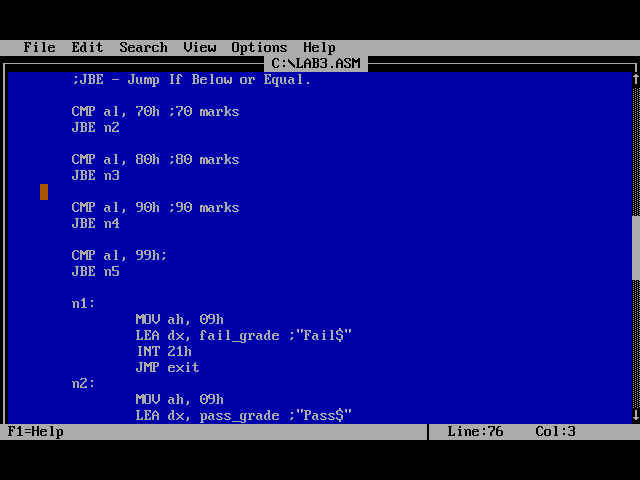 File Edit Search View Options Help
C:\LAB3.ASM
;JBE - Jump If Below or Equal.
CMP al, 70h ;70 marks
JBE n2
CMP al, 80h ;80 marks
JBE n3
CMP al, 90h ;90 marks
JBE n4
CMP al, 99h;
JBE n5
n1:
MOV ah, 09h
LEA dx, fail_grade ;"Fail$"
INT 21h
JMP exit
n2:
MOV ah, 09h
LEA dx, pass_grade ;"Pass$"
F1=Help Line:76 Col:3